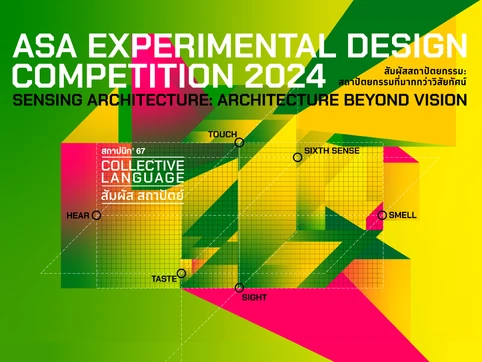 ASA EXPERIMENTAL DESIGN
COMPETITION 2024
สัมผัสสถาปัตยกรรม:
สถาปัตยกรรมที่มากกว่าวิสัยทัศน์
SENSING ARCHITECTURE: ARCHITECTURE BEYOND VISION
TOUCH
สถาปนิก' 67
SIXTH SENSE
COLLECTIVE
LANGUAGE
สัมผัส สถาปัตย์
HEAR
SMELL
TASTE
SIGHT